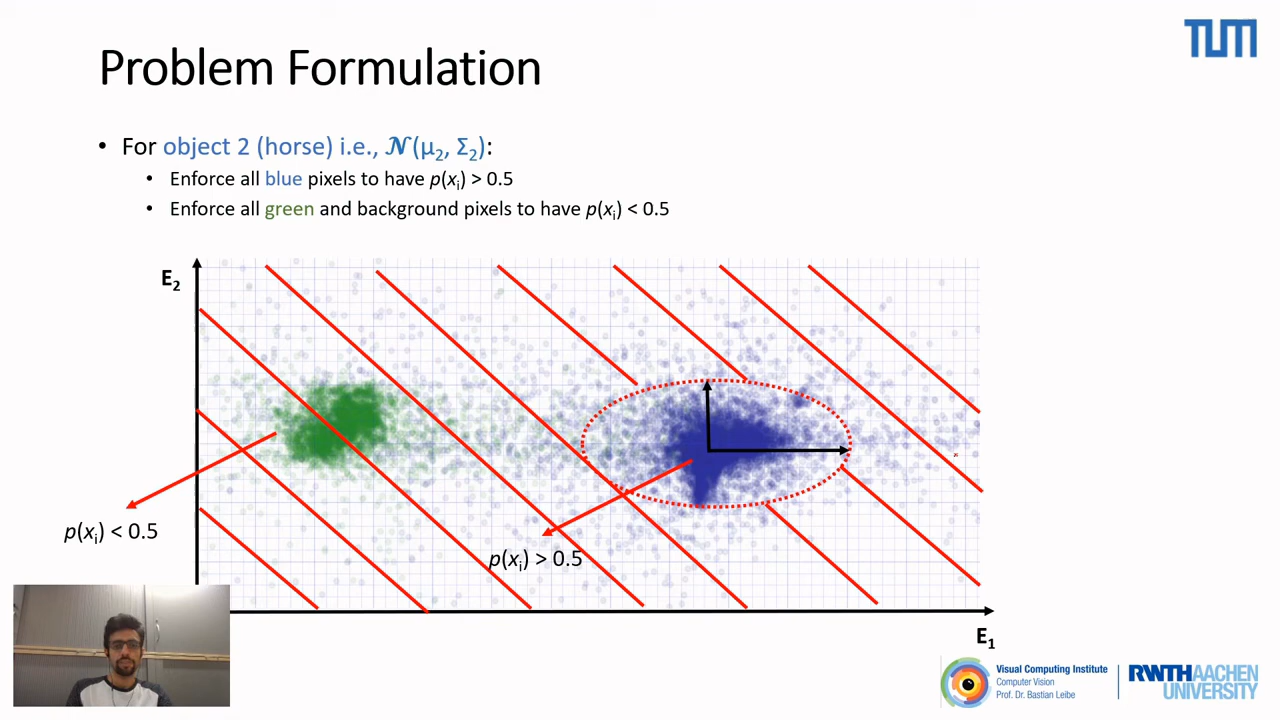 TUM
Problem Formulation
• For object 2 (horse) i.e., 𝓝(μ₂, Σ₂):
• Enforce all blue pixels to have p(xᵢ) > 0.5
• Enforce all green and background pixels to have p(xᵢ) < 0.5
E₂
p(xᵢ) < 0.5
p(xᵢ) > 0.5
E₁
Visual Computing Institute
Computer Vision
Prof. Dr. Bastian Leibe
RWTHAACHEN
UNIVERSITY